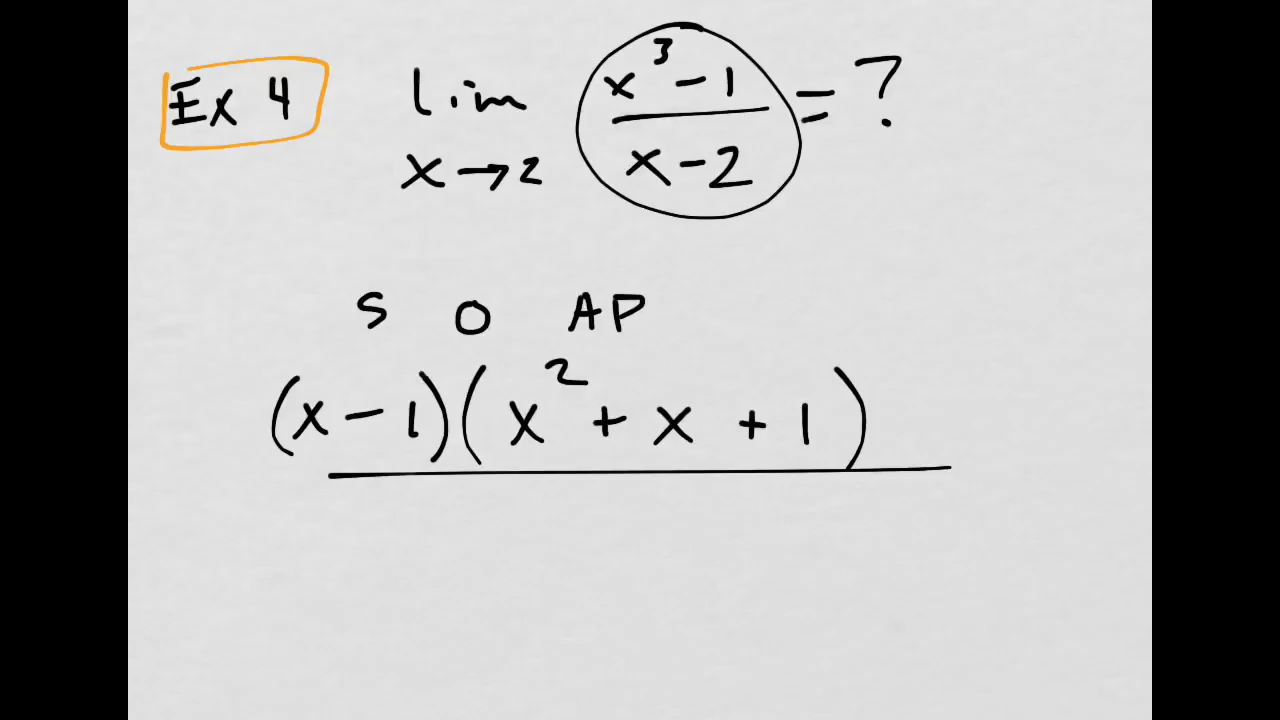 Ex 4
lim x³ - 1 = ?
x→2 x - 2
S O AP
(x - 1)(x² + x + 1)